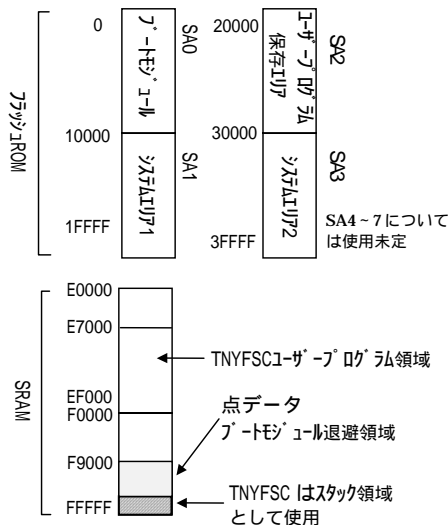 フラッシュROM
0
ブートモジュール
SA0
10000
システムエリア1
SA1
1FFFF
20000
ユーザープログラム
保存エリア
SA2
30000
システムエリア2
SA3
3FFFF
SA4~7について
は使用未定
SRAM
E0000
E7000
EF000
F0000
F9000
FFFFF
TNYFSCユーザープログラム領域
点データ
ブートモジュール退避領域
TNYFSC はスタック領域
として使用